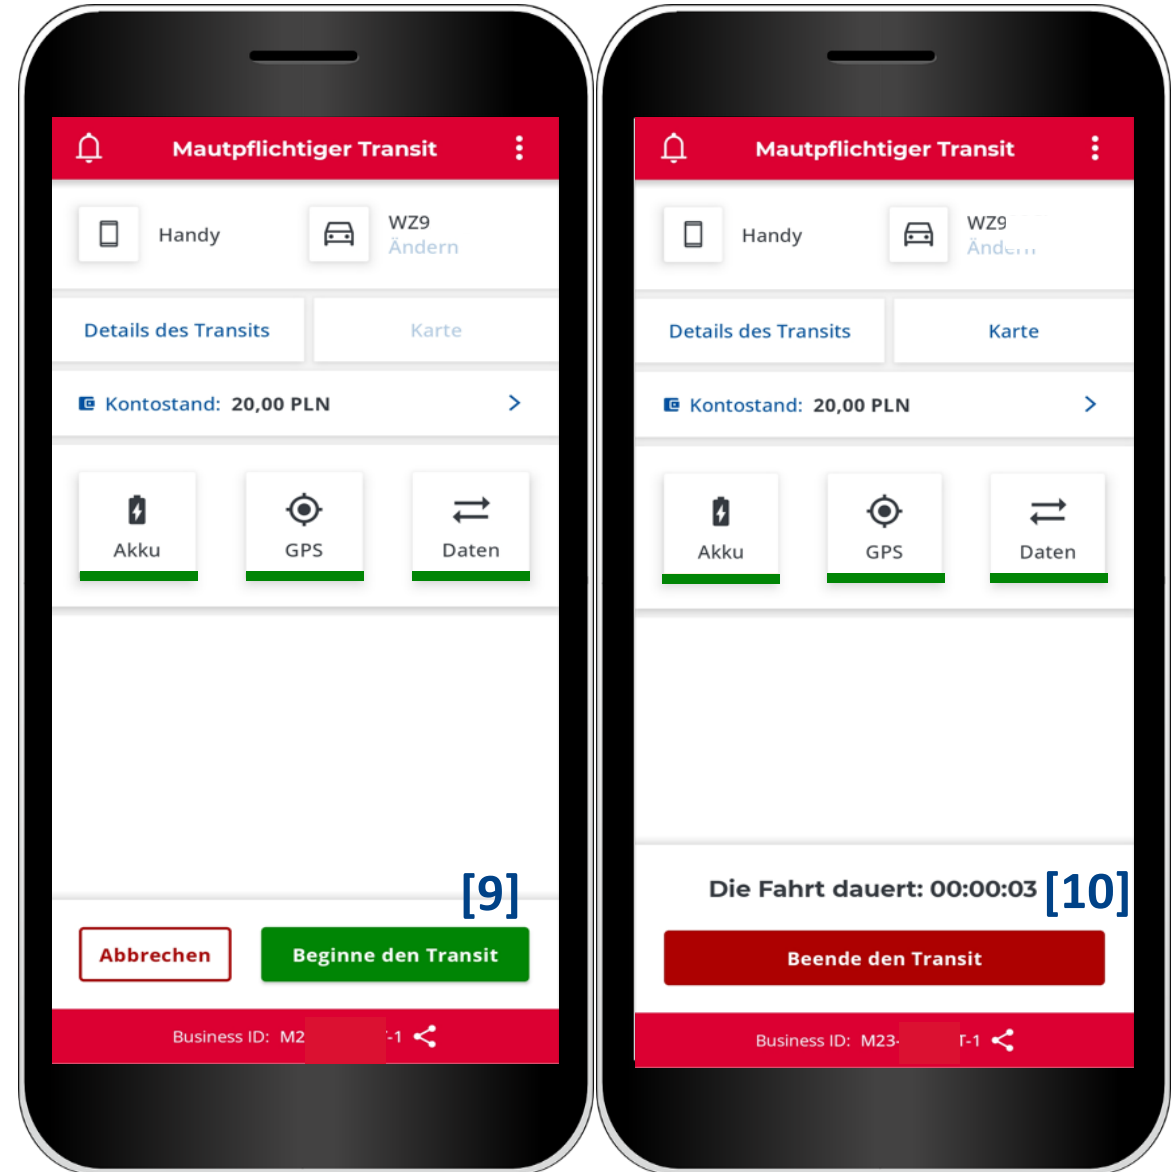 Mautpflichtiger Transit
Handy
WZ9
Ändern
Details des Transits
Karte
Kontostand: 20,00 PLN
Akku
GPS
Daten
[9]
Abbrechen
Beginne den Transit
Business ID: M2 -1
Mautpflichtiger Transit
Handy
WZ9
Ändern
Details des Transits
Karte
Kontostand: 20,00 PLN
Akku
GPS
Daten
Die Fahrt dauert: 00:00:03 [10]
Beende den Transit
Business ID: M23- T-1